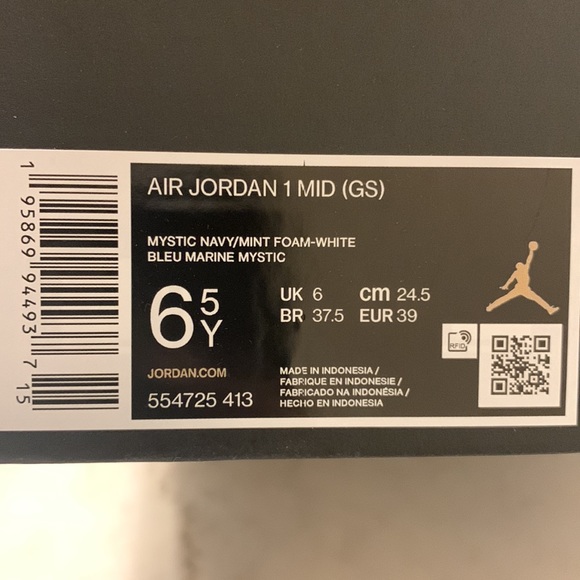 AIR JORDAN 1 MID (GS)
MYSTIC NAVY/MINT FOAM-WHITE
BLEU MARINE MYSTIC
6 5 Y
UK 6 cm 24.5
BR 37.5 EUR 39
JORDAN.COM
554725 413
MADE IN INDONESIA /
FABRIQUE EN INDONESIE /
FABRICADO NA INDONÉSIA /
HECHO EN INDONESIA
RFID
1 95869 94493 7 15